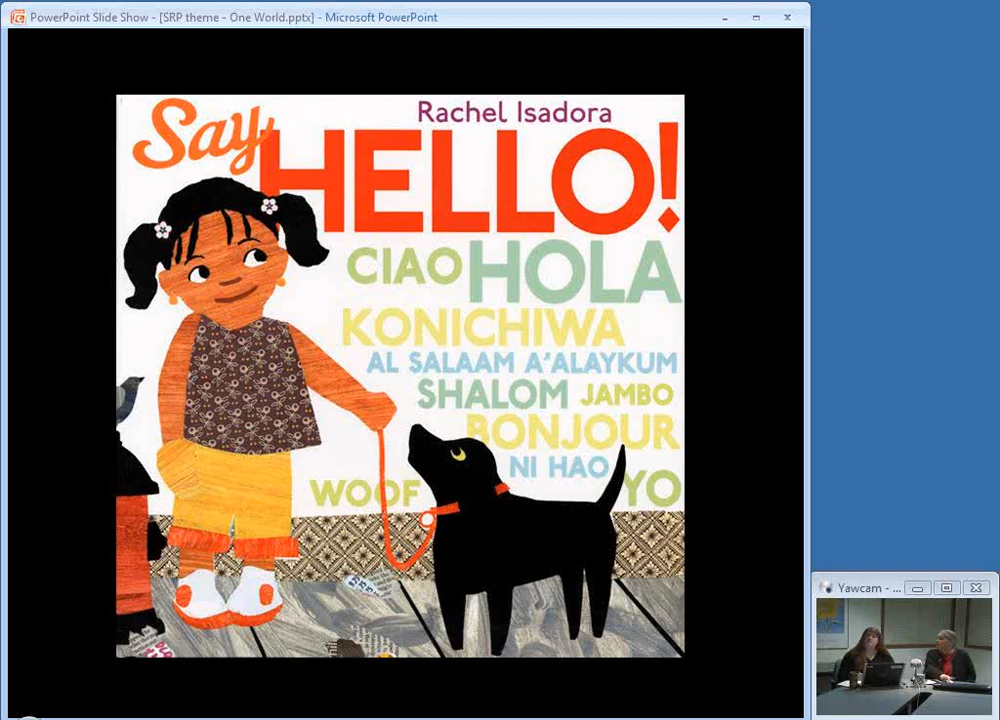 PowerPoint Slide Show - [SRP theme - One World.pptx] - Microsoft PowerPoint
Rachel Isadora
Say
HELLO!
CIAO HOLA
KONICHIWA
AL SALAAM A'ALAYKUM
SHALOM JAMBO
BONJOUR
NI HAO
WOOF
YO
Yawcam - ...